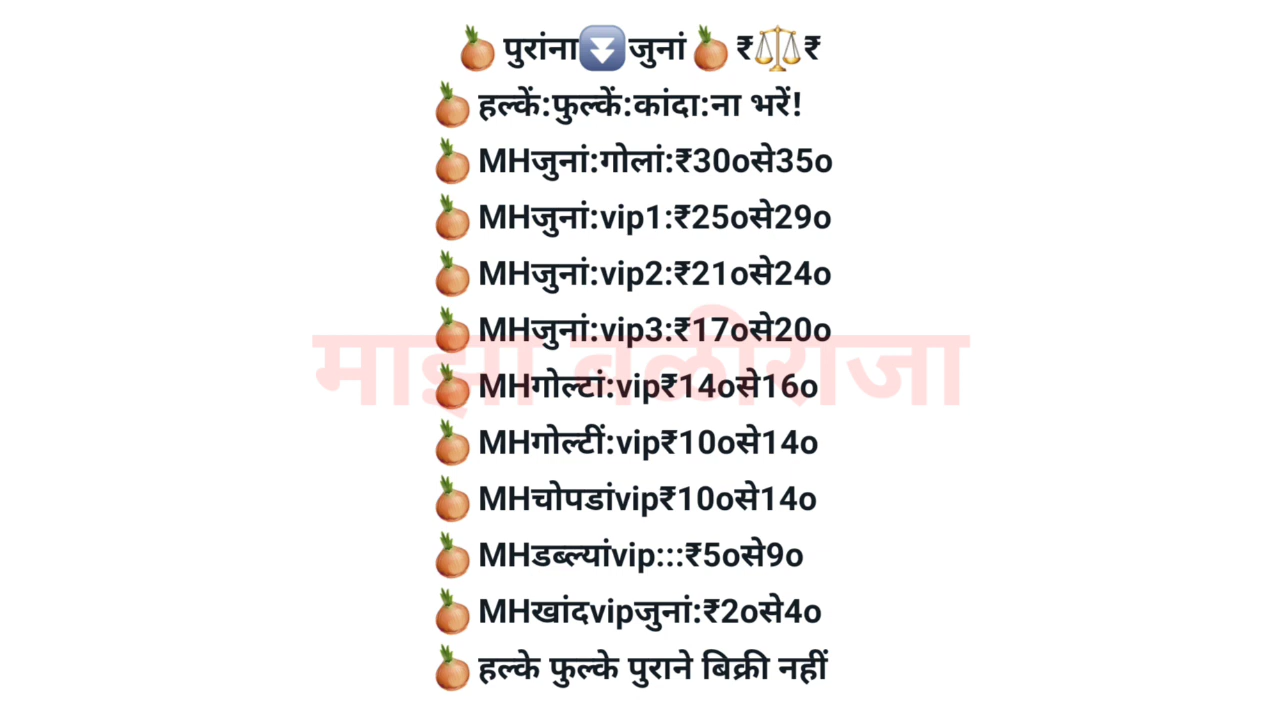 🧅 पुरांना⏬जुनां🧅 ₹⚖️₹
🧅 हल्कें:फुल्कें:कांदा:ना भरें!
🧅 MHजुनां:गोलां:₹30oसे35o
🧅 MHजुनां:vip1:₹25oसे29o
🧅 MHजुनां:vip2:₹21oसे24o
🧅 MHजुनां:vip3:₹17oसे20o
🧅 MHगोल्टां:vip₹14oसे16o
🧅 MHगोल्टीं:vip₹10oसे14o
🧅 MHचोपडांvip₹10oसे14o
🧅 MHडब्ल्यांvip:::₹5oसे9o
🧅 MHखांदvipजुनां:₹2oसे4o
🧅 हल्के फुल्के पुराने बिक्री नहीं
माझा बळीराजा